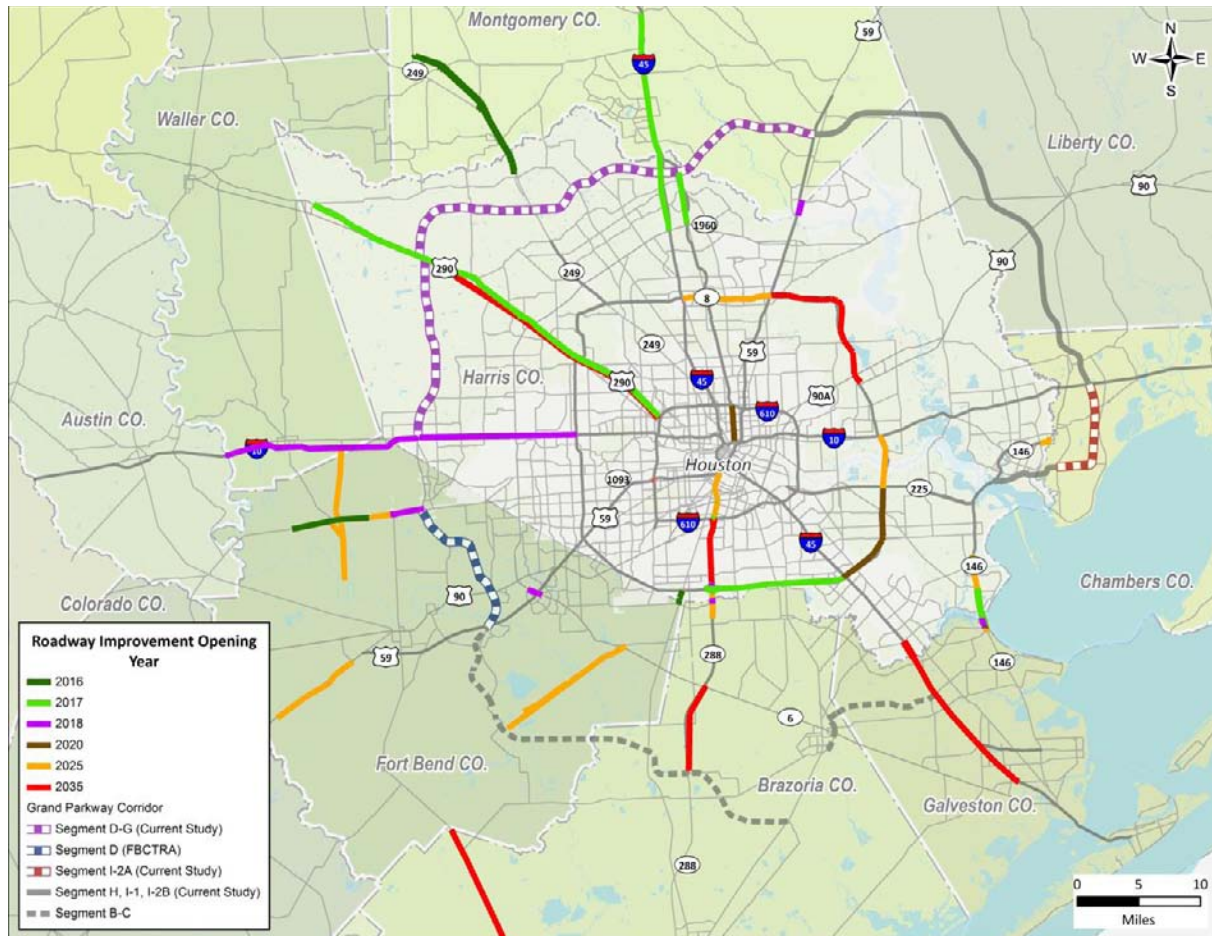 Montgomery CO.
59
45
249
N
W E
S
Waller CO.
Liberty CO.
90
1960
90
290
249
8
249
59
Harris CO.
290
45
90A
610
Austin CO.
10
10
146
Houston
1093
225
59
610
45
146
Chambers CO.
90
Colorado CO.
59
288
146
6
Fort Bend CO.
Brazoria CO.
Galveston CO.
288
Roadway Improvement Opening
Year
2016
2017
2018
2020
2025
2035
Grand Parkway Corridor
Segment D-G (Current Study)
Segment D (FBCTRA)
Segment I-2A (Current Study)
Segment H, I-1, I-2B (Current Study)
Segment B-C
0 5 10
Miles